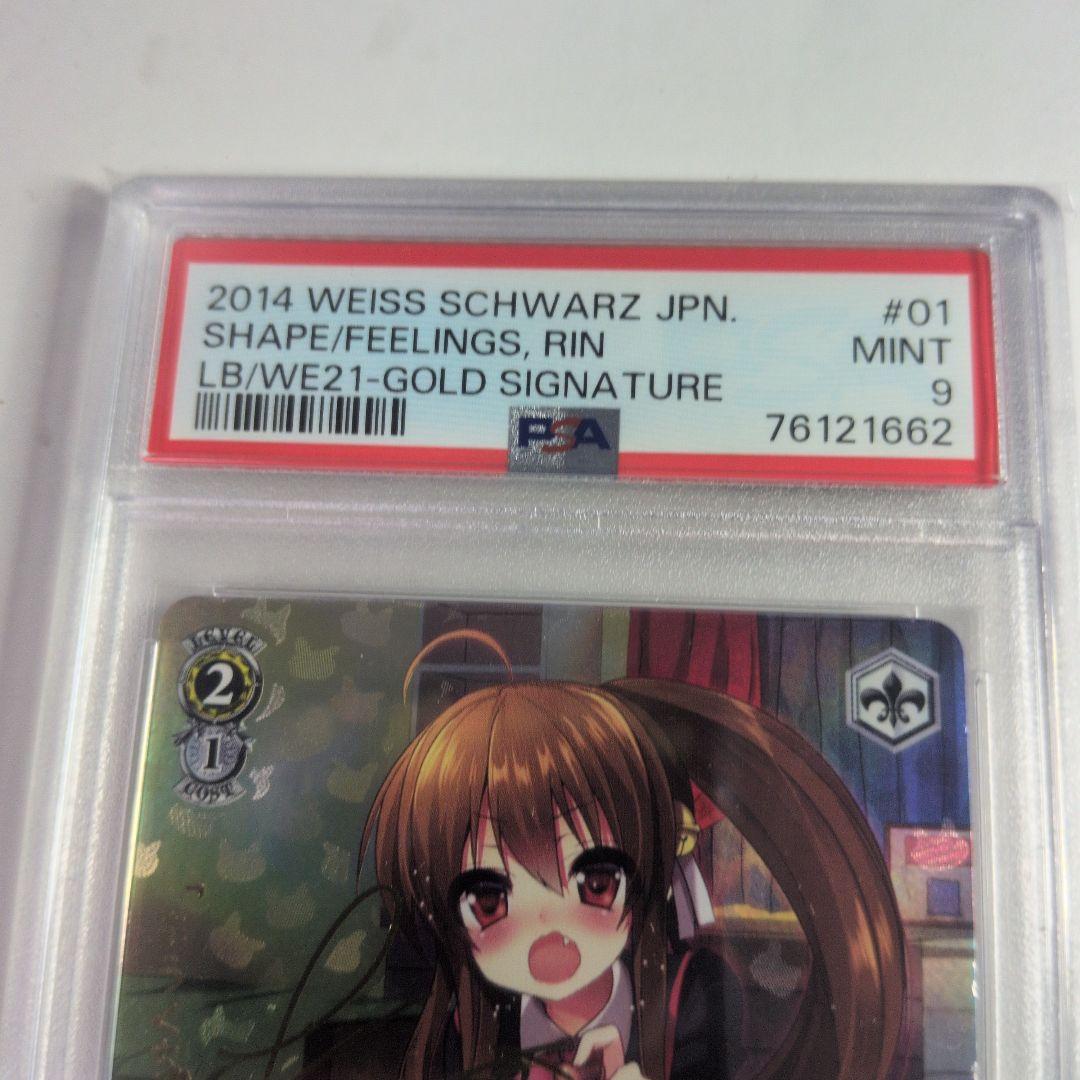 2014 WEISS SCHWARZ JPN. #01
SHAPE/FEELINGS, RIN MINT
LB/WE21-GOLD SIGNATURE 9
PSA 76121662
LEVEL
2
1
COST